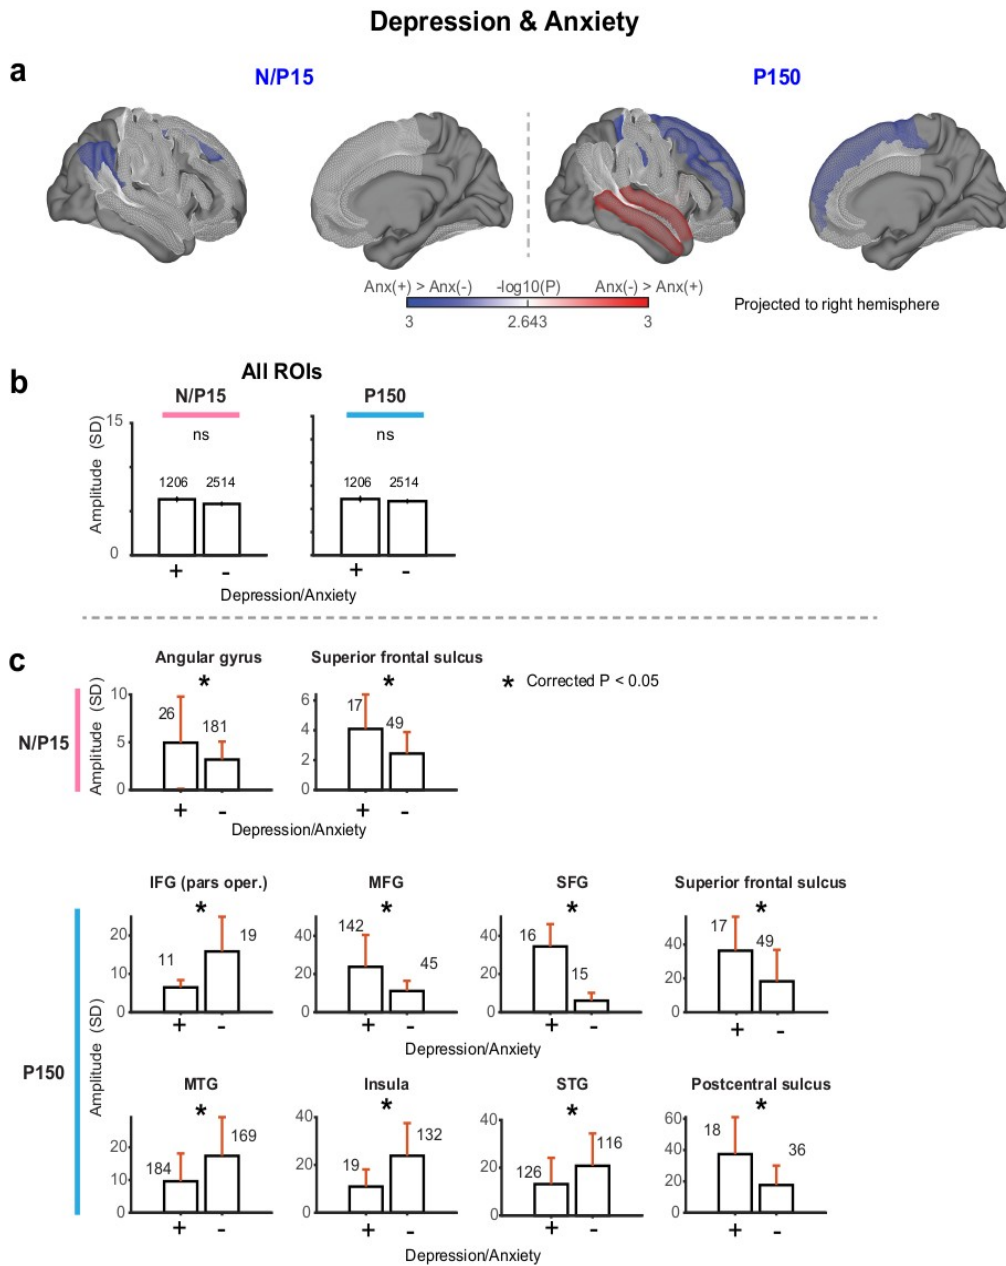 Depression & Anxiety
a
N/P15
P150
Anx(+) > Anx(-) -log10(P) Anx(-) > Anx(+)
3 2.643 3
Projected to right hemisphere
b
All ROIs
N/P15 P150
Amplitude (SD)
15
0
ns ns
1206 2514 1206 2514
+ - + -
Depression/Anxiety
c
Angular gyrus Superior frontal sulcus
* * * Corrected P < 0.05
N/P15
Amplitude (SD)
10
5
0
26 181
6
4
2
0
17 49
+ - + -
Depression/Anxiety
P150
Amplitude (SD)
IFG (pars oper.) MFG SFG Superior frontal sulcus
* * * *
20
10
0
11 19
40
20
0
142 45
40
20
0
16 15
40
20
0
17 49
+ - + - + - + -
Depression/Anxiety
MTG Insula STG Postcentral sulcus
* * * *
20
10
0
184 169
40
20
0
19 132
40
20
0
126 116
60
40
20
0
18 36
+ - + - + - + -
Depression/Anxiety